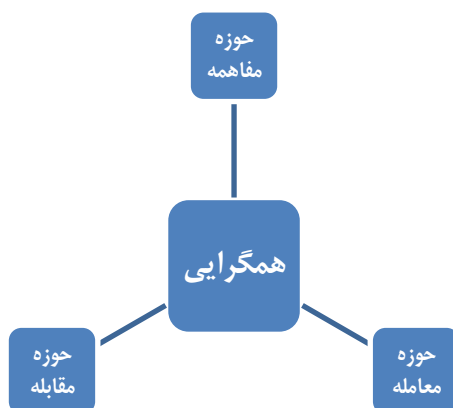 حوزه
مفاهمه
همگرایی
حوزه
معامله
حوزه
مقابله